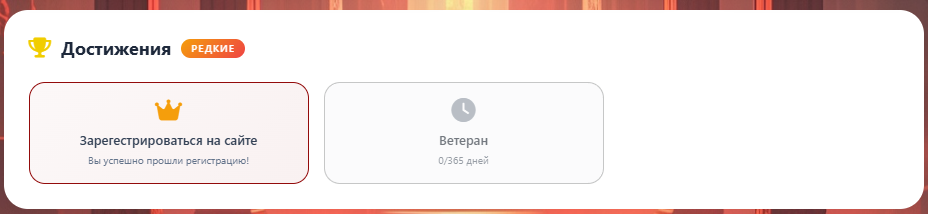 Достижения РЕДКИЕ
Зарегестрироваться на сайте
Вы успешно прошли регистрацию!
Ветеран
0/365 дней